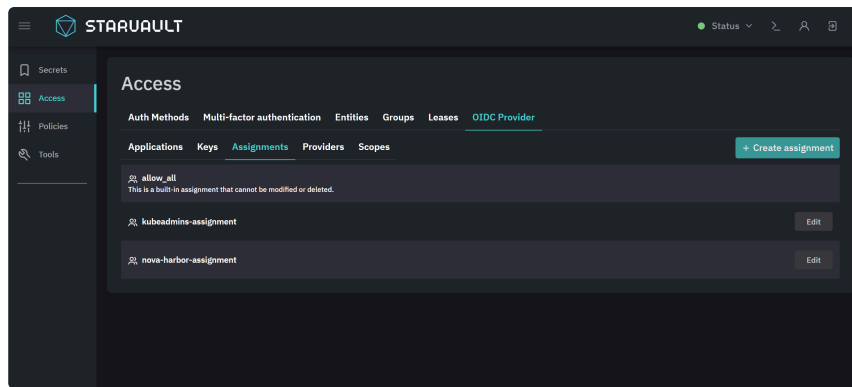 STARVAULT
Status
Secrets
Access
Policies
Tools
Access
Auth Methods Multi-factor authentication Entities Groups Leases OIDC Provider
Applications Keys Assignments Providers Scopes
+ Create assignment
allow_all
This is a built-in assignment that cannot be modified or deleted.
kubeadmins-assignment
Edit
nova-harbor-assignment
Edit